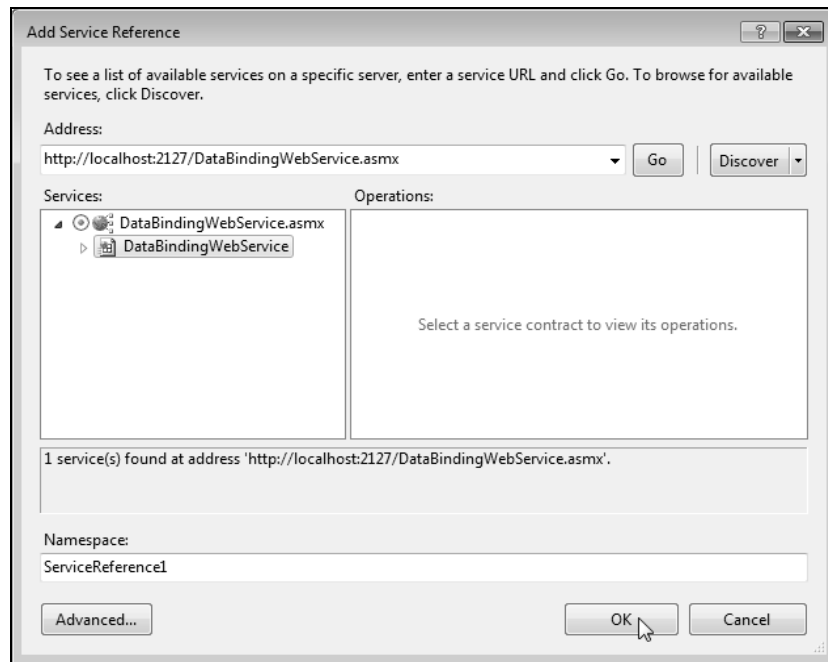 Add Service Reference
To see a list of available services on a specific server, enter a service URL and click Go. To browse for available
services, click Discover.
Address:
http://localhost:2127/DataBindingWebService.asmx
Go
Discover
Services:
Operations:
DataBindingWebService.asmx
DataBindingWebService
Select a service contract to view its operations.
1 service(s) found at address 'http://localhost:2127/DataBindingWebService.asmx'.
Namespace:
ServiceReference1
Advanced...
OK
Cancel